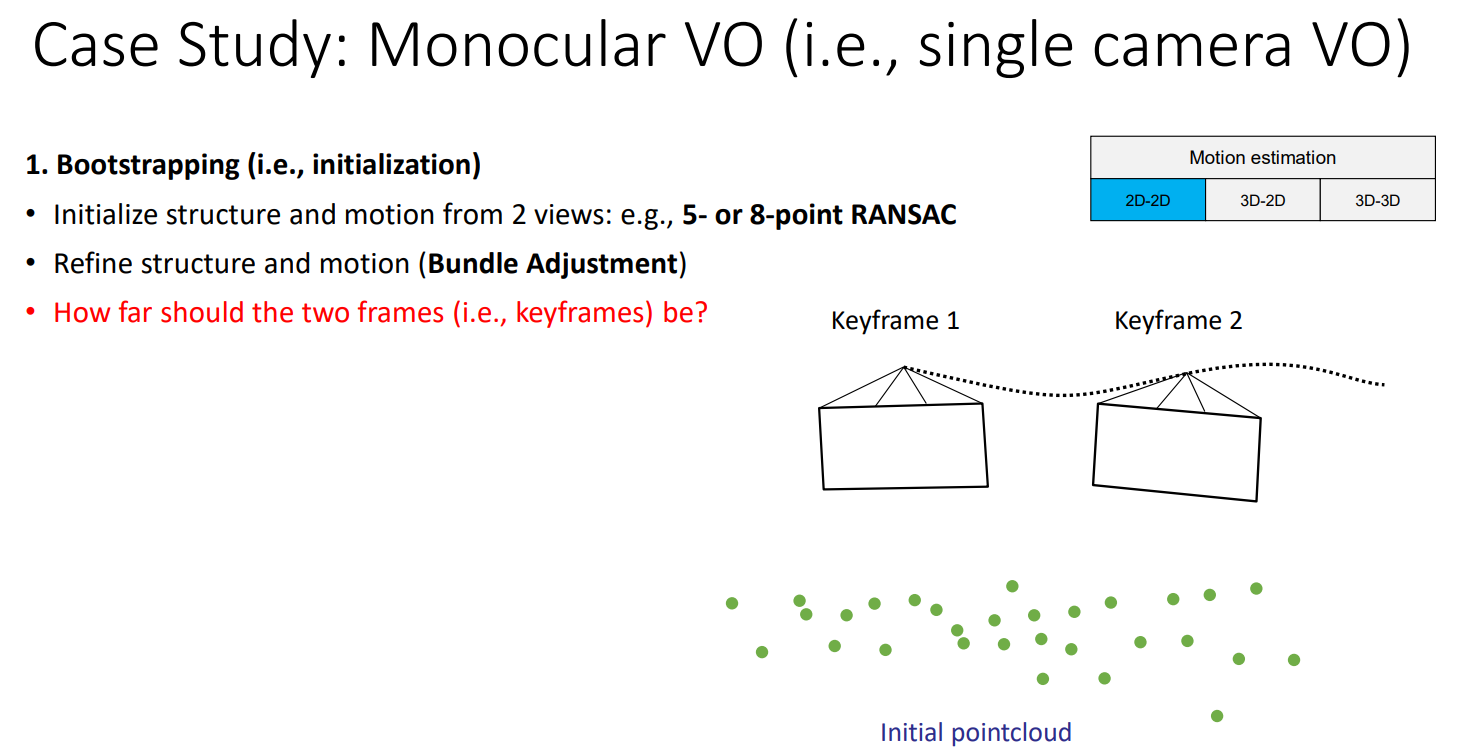 Case Study: Monocular VO (i.e., single camera VO)
1. Bootstrapping (i.e., initialization)
• Initialize structure and motion from 2 views: e.g., 5- or 8-point RANSAC
• Refine structure and motion (Bundle Adjustment)
• How far should the two frames (i.e., keyframes) be?
Motion estimation
2D-2D 3D-2D 3D-3D
Keyframe 1 Keyframe 2
Initial pointcloud